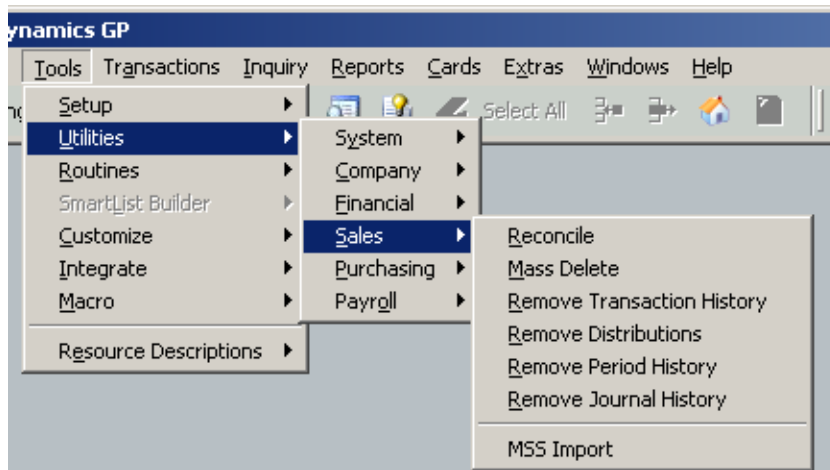 ynamics GP
Tools Transactions Inquiry Reports Cards Extras Windows Help
Select All
Setup
Utilities
Routines
SmartList Builder
Customize
Integrate
Macro
Resource Descriptions
System
Company
Financial
Sales
Purchasing
Payroll
Reconcile
Mass Delete
Remove Transaction History
Remove Distributions
Remove Period History
Remove Journal History
MSS Import